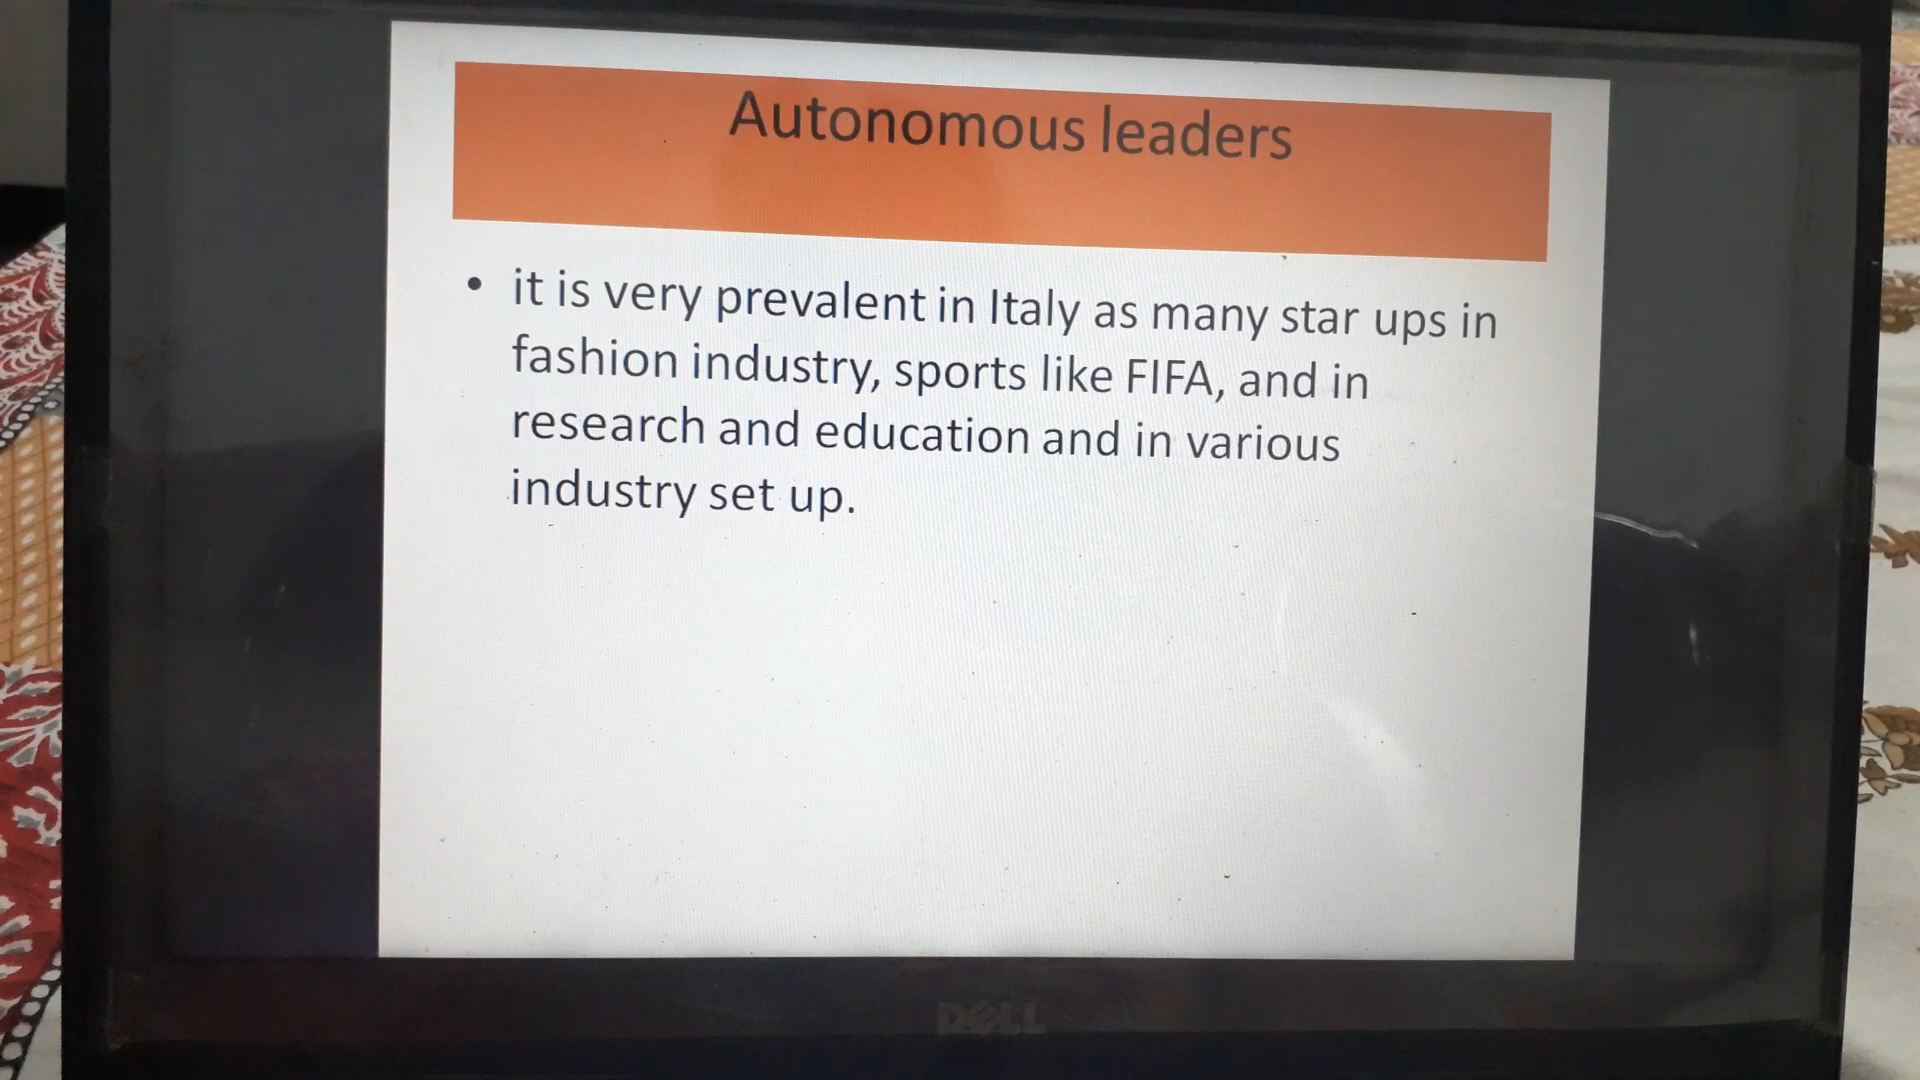 Autonomous leaders
• it is very prevalent in Italy as many star ups in
fashion industry, sports like FIFA, and in
research and education and in various
industry set up.
DELL